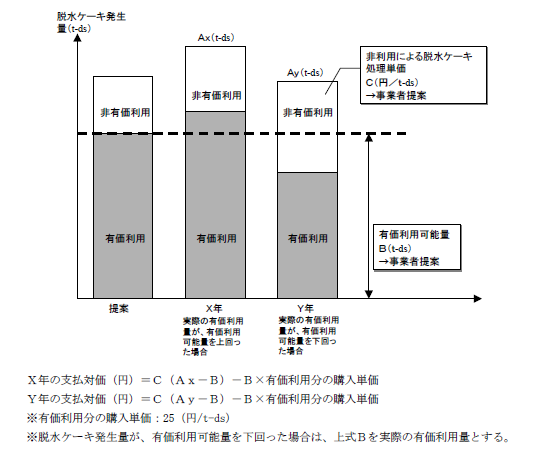 脱水ケーキ発生
量(t-ds)
Ax(t-ds)
Ay(t-ds)
非利用による脱水ケーキ
処理単価
C(円/t-ds)
→事業者提案
非有価利用
非有価利用
非有価利用
有価利用
有価利用
有価利用
有価利用可能量
B(t-ds)
→事業者提案
提案
X年
実際の有価利用
量が、有価利用
可能量を上回っ
た場合
Y年
実際の有価利用
量が、有価利用
可能量を下回っ
た場合
X年の支払対価(円)=C(Ax-B)-B×有価利用分の購入単価
Y年の支払対価(円)=C(Ay-B)-B×有価利用分の購入単価
※有価利用分の購入単価:25(円/t-ds)
※脱水ケーキ発生量が、有価利用可能量を下回った場合は、上式Bを実際の有価利用量とする。